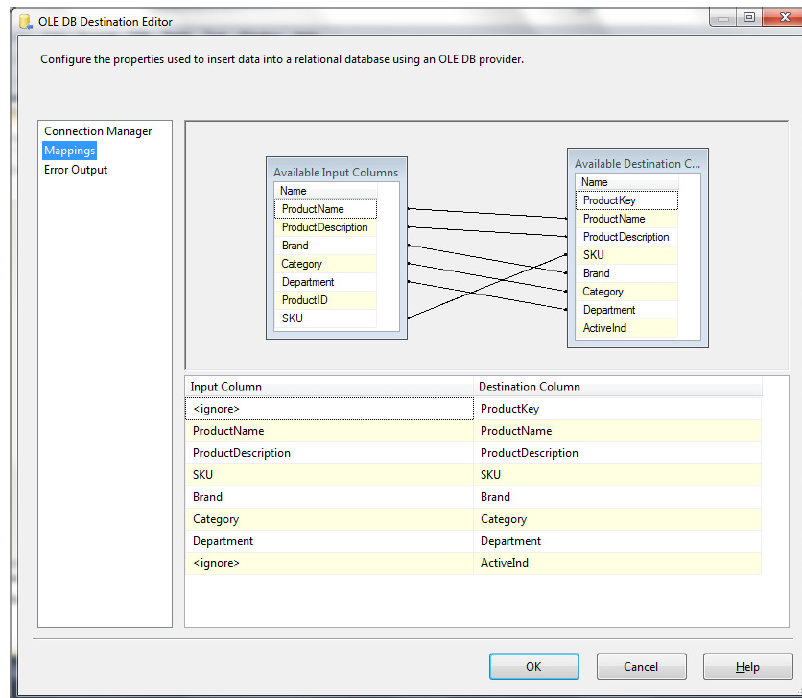 OLE DB Destination Editor
Configure the properties used to insert data into a relational database using an OLE DB provider.
Connection Manager
Mappings
Error Output
Available Input Columns
Name
ProductName
ProductDescription
Brand
Category
Department
ProductID
SKU
Available Destination C...
Name
ProductKey
ProductName
ProductDescription
SKU
Brand
Category
Department
ActiveInd
Input Column Destination Column
<ignore> ProductKey
ProductName ProductName
ProductDescription ProductDescription
SKU SKU
Brand Brand
Category Category
Department Department
<ignore> ActiveInd
OK Cancel Help